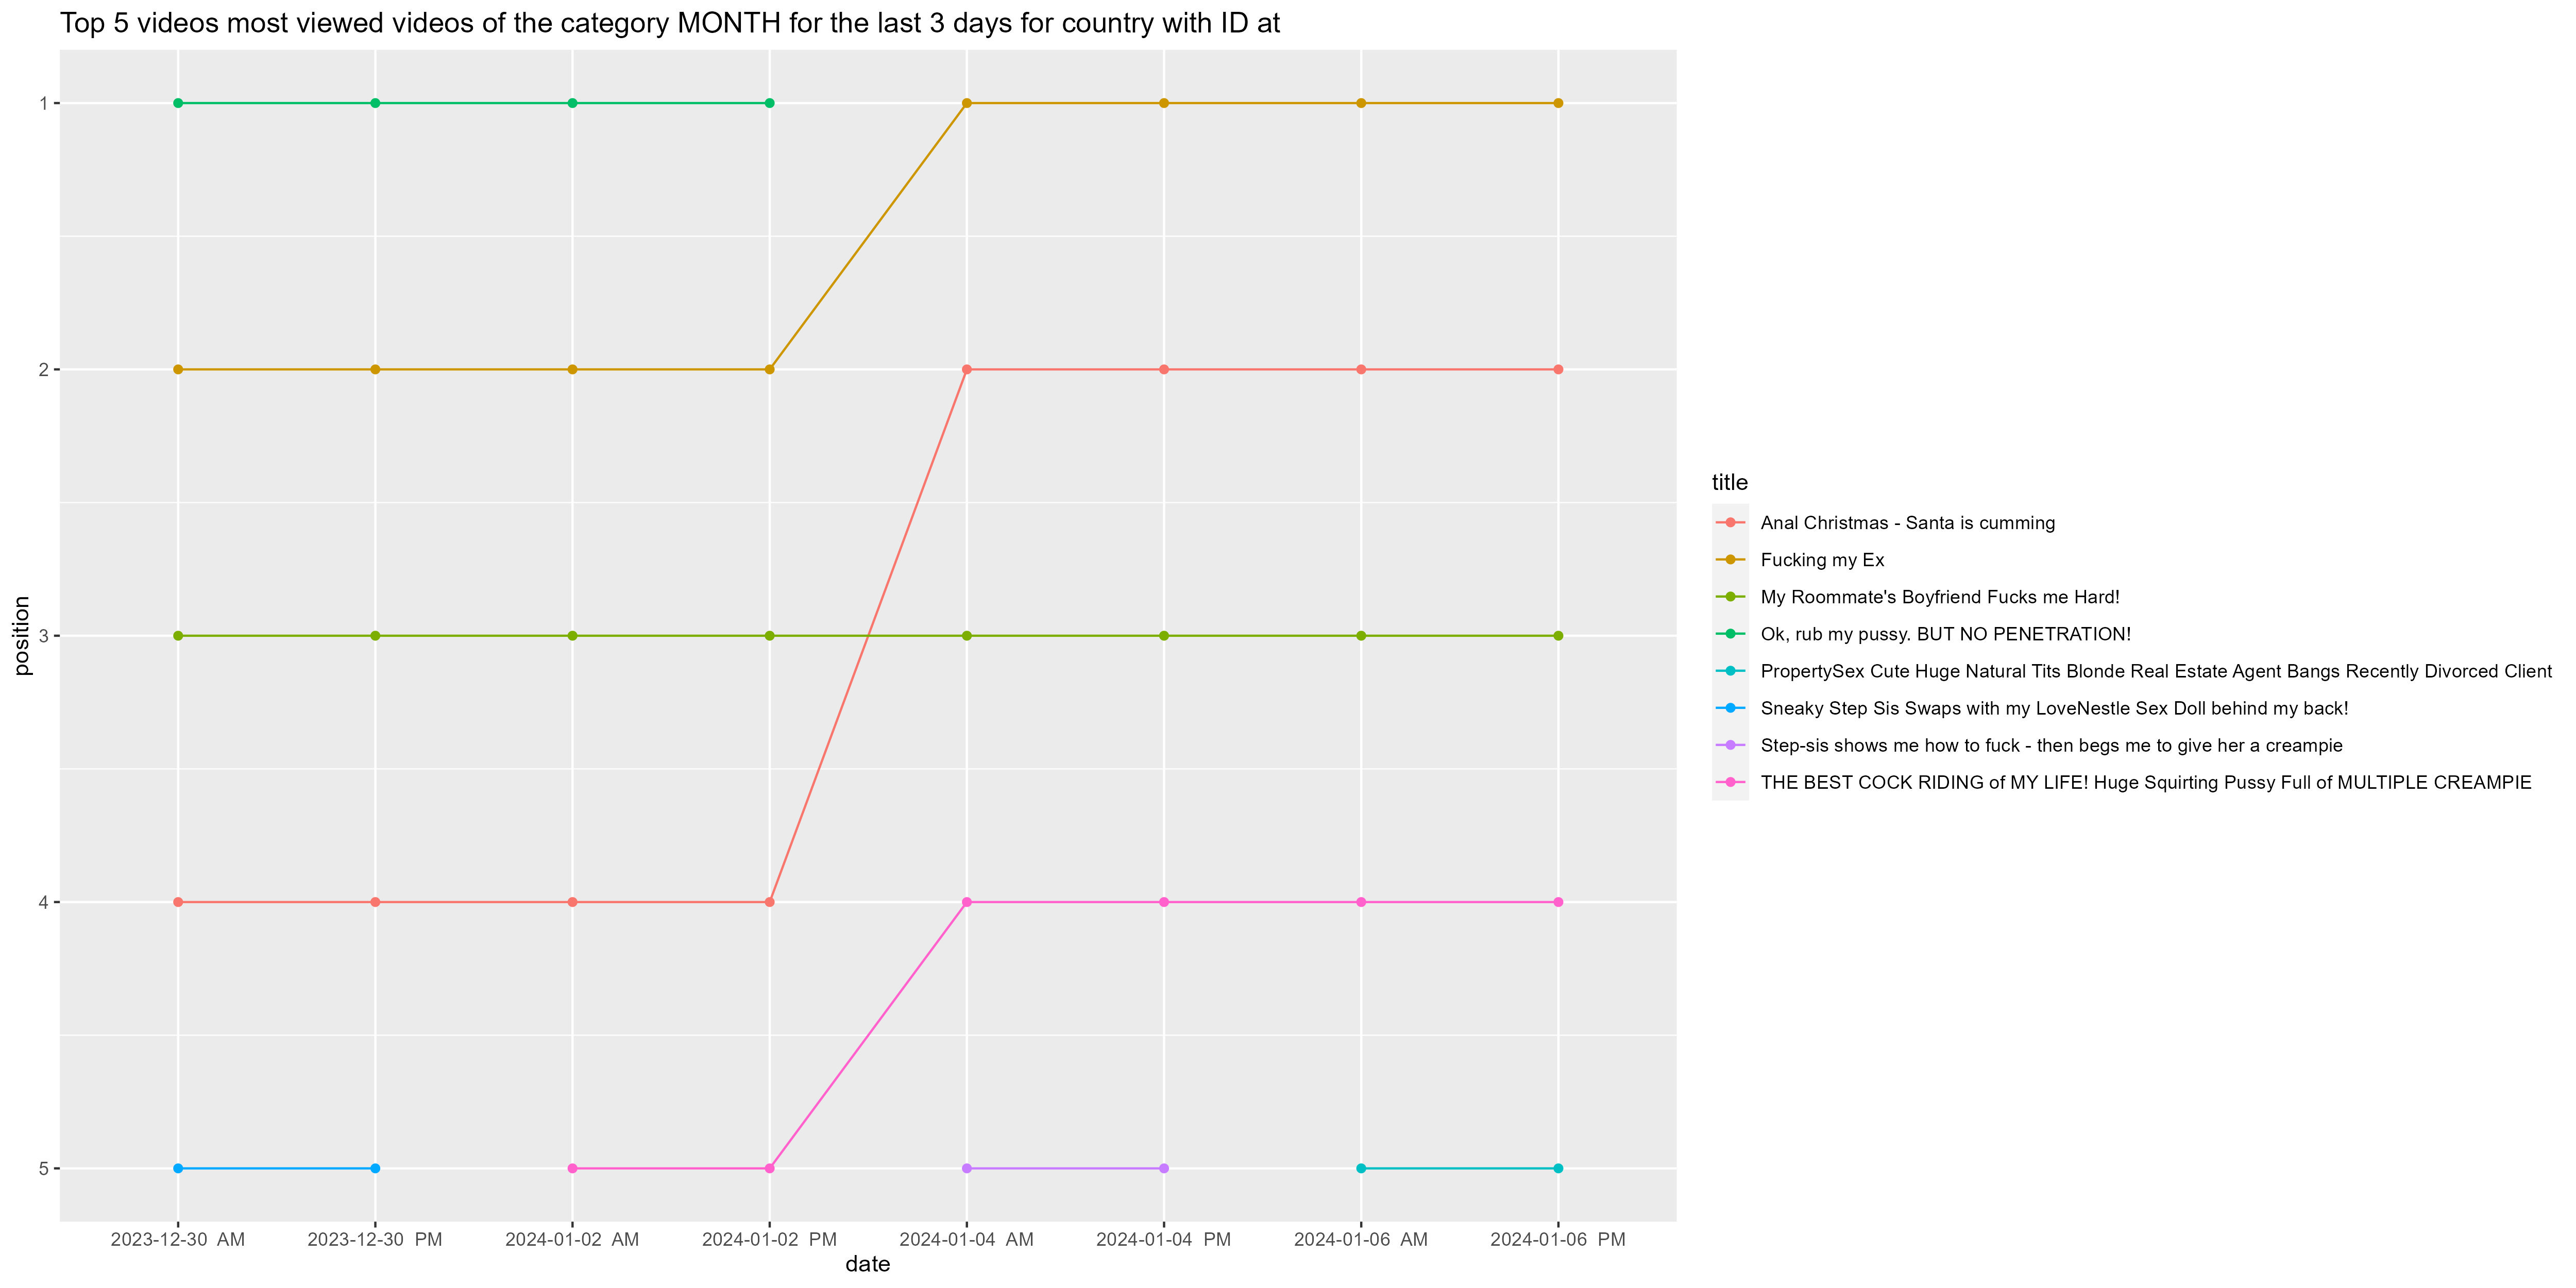 Top 5 videos most viewed videos of the category MONTH for the last 3 days for country with ID at
1
2
3
4
5
position
2023-12-30 AM
2023-12-30 PM
2024-01-02 AM
2024-01-02 PM
2024-01-04 AM
2024-01-04 PM
2024-01-06 AM
2024-01-06 PM
date
title
Anal Christmas - Santa is cumming
Fucking my Ex
My Roommate's Boyfriend Fucks me Hard!
Ok, rub my pussy. BUT NO PENETRATION!
PropertySex Cute Huge Natural Tits Blonde Real Estate Agent Bangs Recently Divorced Client
Sneaky Step Sis Swaps with my LoveNestle Sex Doll behind my back!
Step-sis shows me how to fuck - then begs me to give her a creampie
THE BEST COCK RIDING of MY LIFE! Huge Squirting Pussy Full of MULTIPLE CREAMPIE